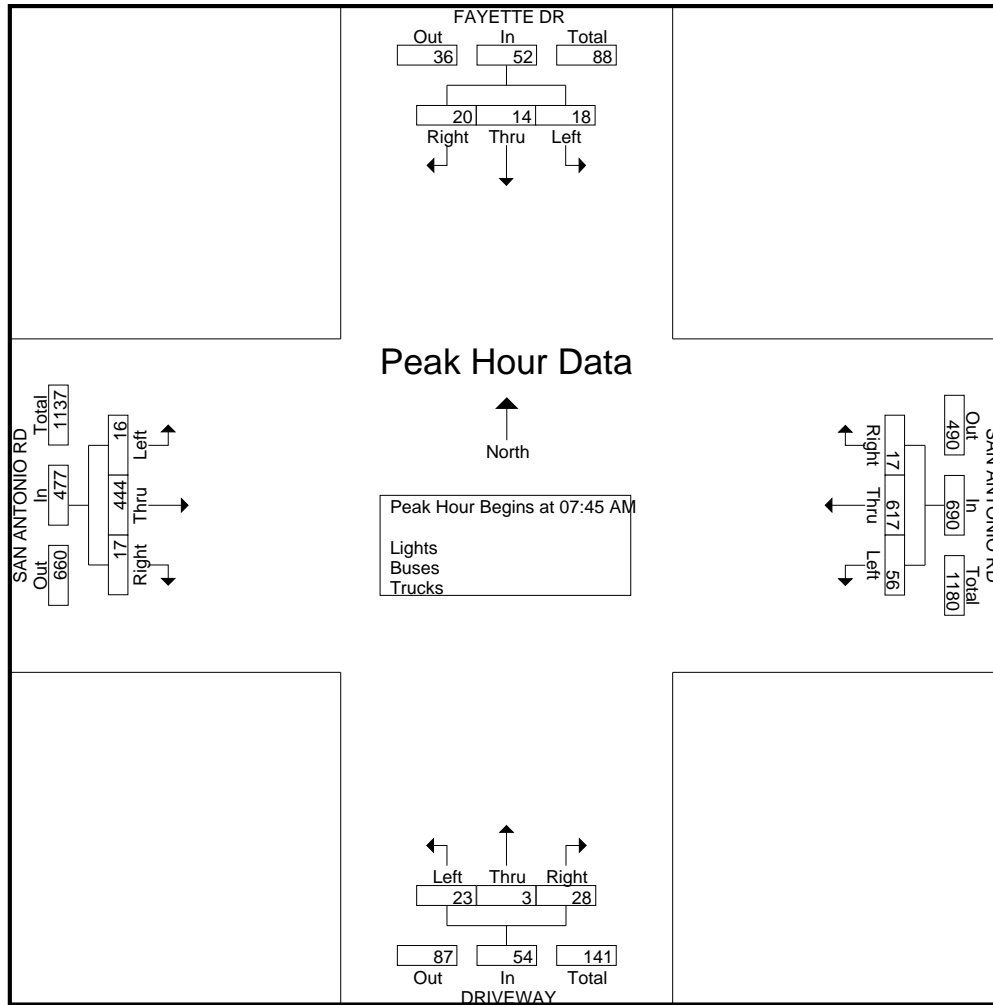 FAYETTE DR
Out In Total
36 52 88
20 14 18
Right Thru Left
Peak Hour Data
North
Peak Hour Begins at 07:45 AM
Lights
Buses
Trucks
SAN ANTONIO RD
Out In Total
660 477 1137
16 444 17
Left Thru Right
SAN ANTONIO RD
Out In Total
490 690 1180
17 617 56
Right Thru Left
Left Thru Right
23 3 28
87 54 141
Out In Total
DRIVEWAY